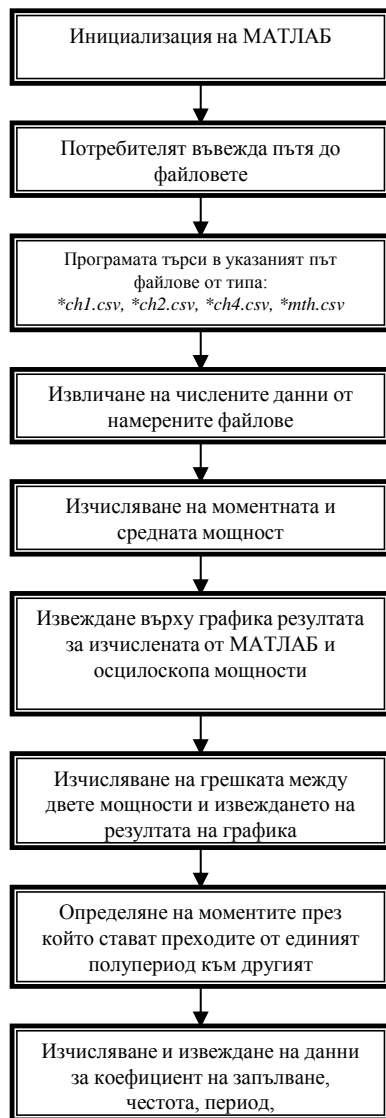 Инициализация на МАТЛАБ
Потребителят въвежда пътя до
файловете
Програмата търси в указаният път
файлове от типа:
*ch1.csv, *ch2.csv, *ch4.csv, *mth.csv
Извличане на числените данни от
намерените файлове
Изчисляване на моментната и
средната мощност
Извеждане върху графика резултата
за изчислената от МАТЛАБ и
осцилоскопа мощности
Изчисляване на грешката между
двете мощности и извеждането на
резултата на графика
Определяне на моментите през
който стават преходите от единият
полупериод към другият
Изчисляване и извеждане на данни
за коефициент на запълване,
честота, период,